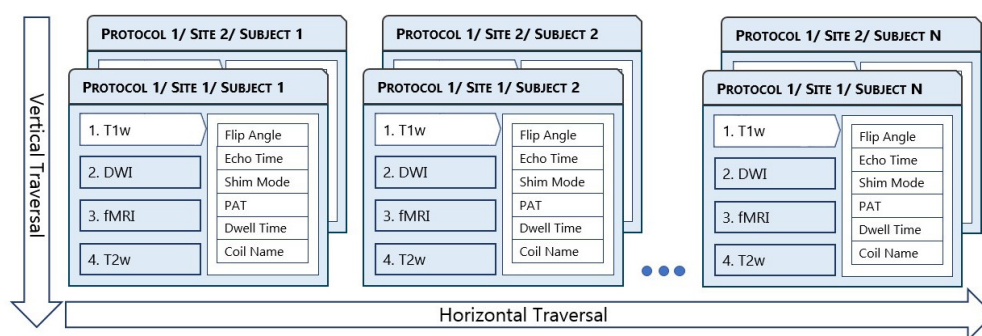 PROTOCOL 1/ SITE 2/ SUBJECT 1
PROTOCOL 1/ SITE 2/ SUBJECT 2
PROTOCOL 1/ SITE 2/ SUBJECT N
PROTOCOL 1/ SITE 1/ SUBJECT 1
PROTOCOL 1/ SITE 1/ SUBJECT 2
PROTOCOL 1/ SITE 1/ SUBJECT N
Vertical Traversal
1. T1w
2. DWI
3. fMRI
4. T2w
Flip Angle
Echo Time
Shim Mode
PAT
Dwell Time
Coil Name
1. T1w
2. DWI
3. fMRI
4. T2w
Flip Angle
Echo Time
Shim Mode
PAT
Dwell Time
Coil Name
1. T1w
2. DWI
3. fMRI
4. T2w
Flip Angle
Echo Time
Shim Mode
PAT
Dwell Time
Coil Name
Horizontal Traversal